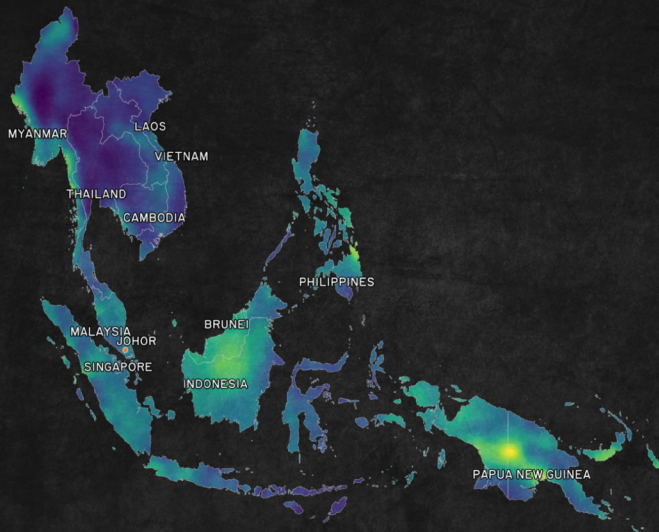 MYANMAR
LAOS
VIETNAM
THAILAND
CAMBODIA
PHILIPPINES
BRUNEI
MALAYSIA
JOHOR
SINGAPORE
INDONESIA
PAPUA NEW GUINEA